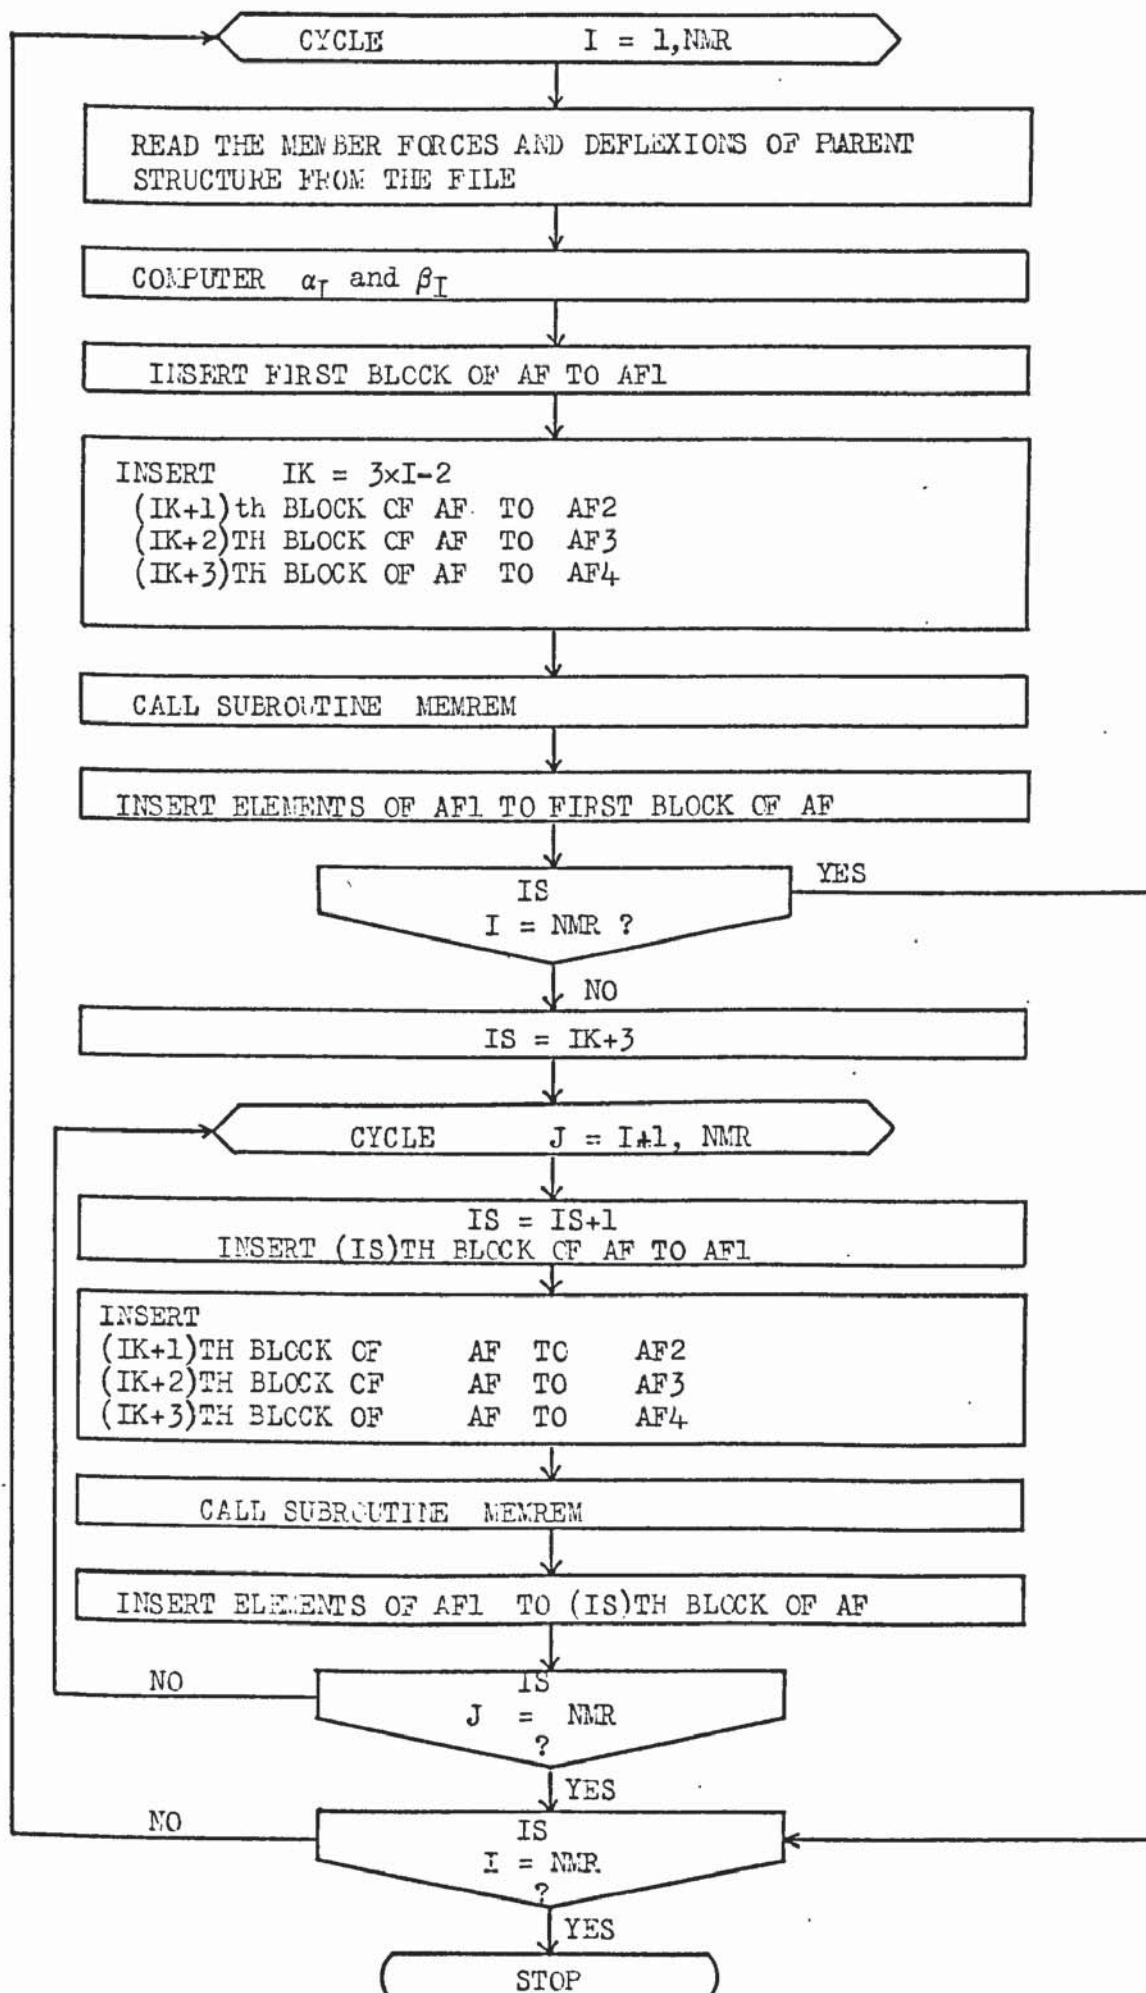 CYCLE I = 1,NMR
READ THE MEMBER FORCES AND DEFLEXIONS OF PARENT
STRUCTURE FROM THE FILE
COMPUTER αI and βI
INSERT FIRST BLOCK OF AF TO AF1
INSERT IK = 3×I-2
(IK+1)th BLOCK OF AF TO AF2
(IK+2)TH BLOCK OF AF TO AF3
(IK+3)TH BLOCK OF AF TO AF4
CALL SUBROUTINE MEMREM
INSERT ELEMENTS OF AF1 TO FIRST BLOCK OF AF
IS
YES
I = NMR ?
NO
IS = IK+3
CYCLE J = I+1, NMR
IS = IS+1
INSERT (IS)TH BLOCK OF AF TO AF1
INSERT
(IK+1)TH BLOCK OF AF TO AF2
(IK+2)TH BLOCK OF AF TO AF3
(IK+3)TH BLOCK OF AF TO AF4
CALL SUBROUTINE MEMREM
INSERT ELEMENTS OF AF1 TO (IS)TH BLOCK OF AF
NO
IS
J = NMR
?
YES
NO
IS
I = NMR
?
YES
STOP